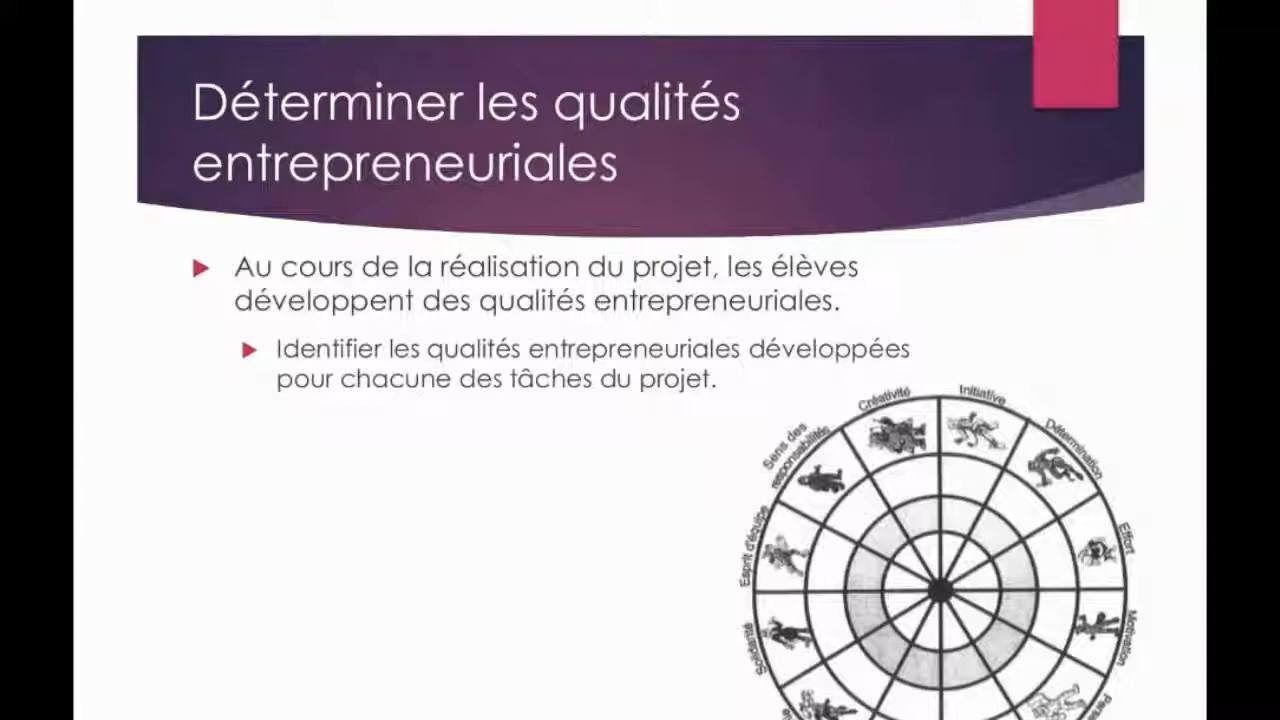 Déterminer les qualités
entrepreneuriales
Au cours de la réalisation du projet, les élèves
développent des qualités entrepreneuriales.
Identifier les qualités entrepreneuriales développées
pour chacune des tâches du projet.
Créativité
Initiative
Sens des
responsabilités
Détermination
Esprit d'équipe
Effort
Solidarité
Motivation